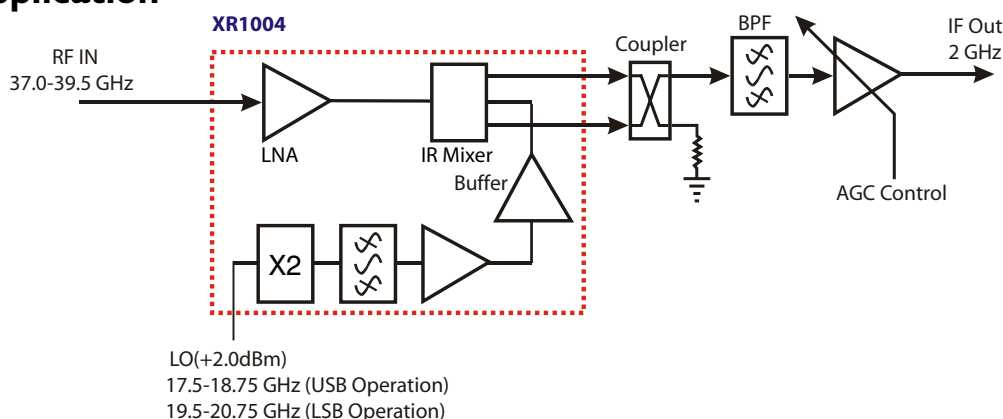 XR1004
RF IN
37.0-39.5 GHz
LNA
IR Mixer
Buffer
X2
Coupler
BPF
IF Out
2 GHz
AGC Control
LO(+2.0dBm)
17.5-18.75 GHz (USB Operation)
19.5-20.75 GHz (LSB Operation)